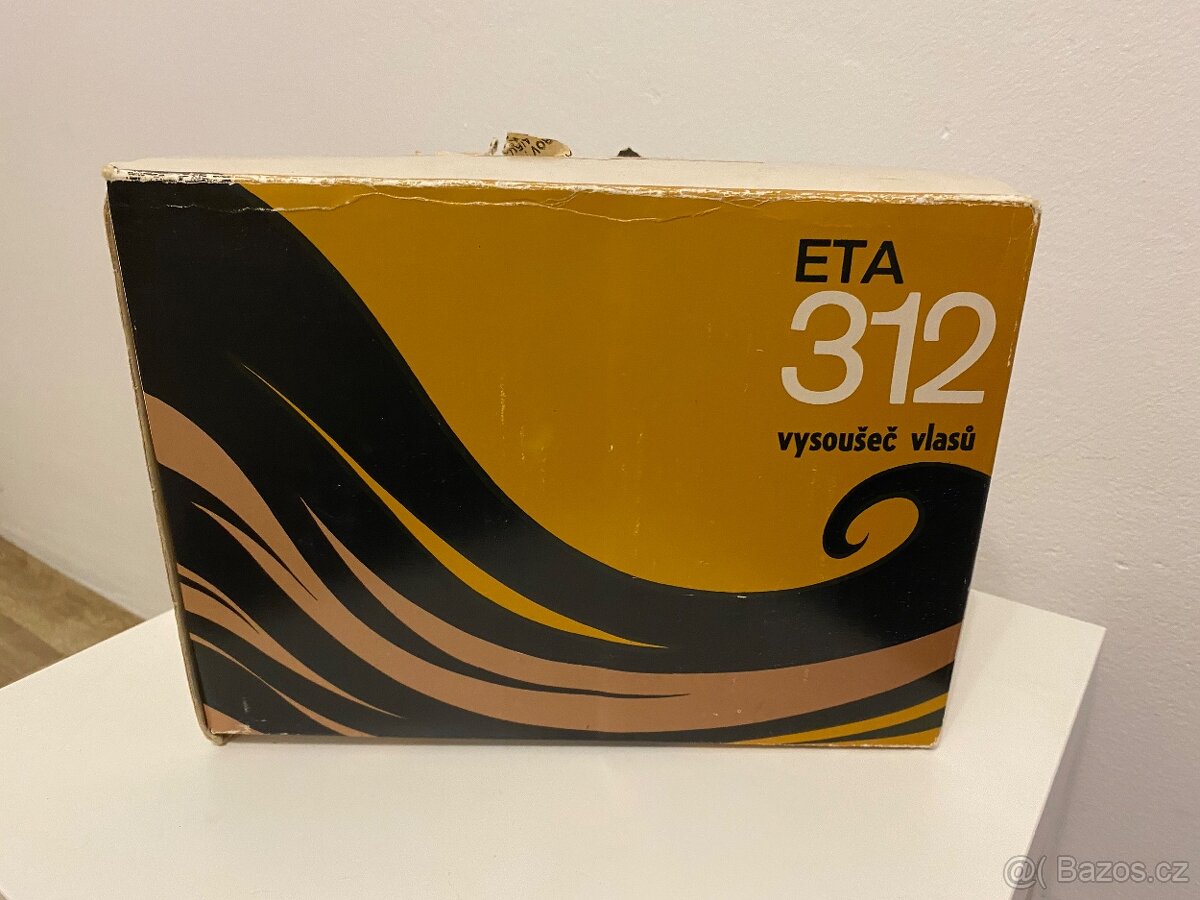 ETA
312
vysoušeč vlasů
@( Bazos.cz